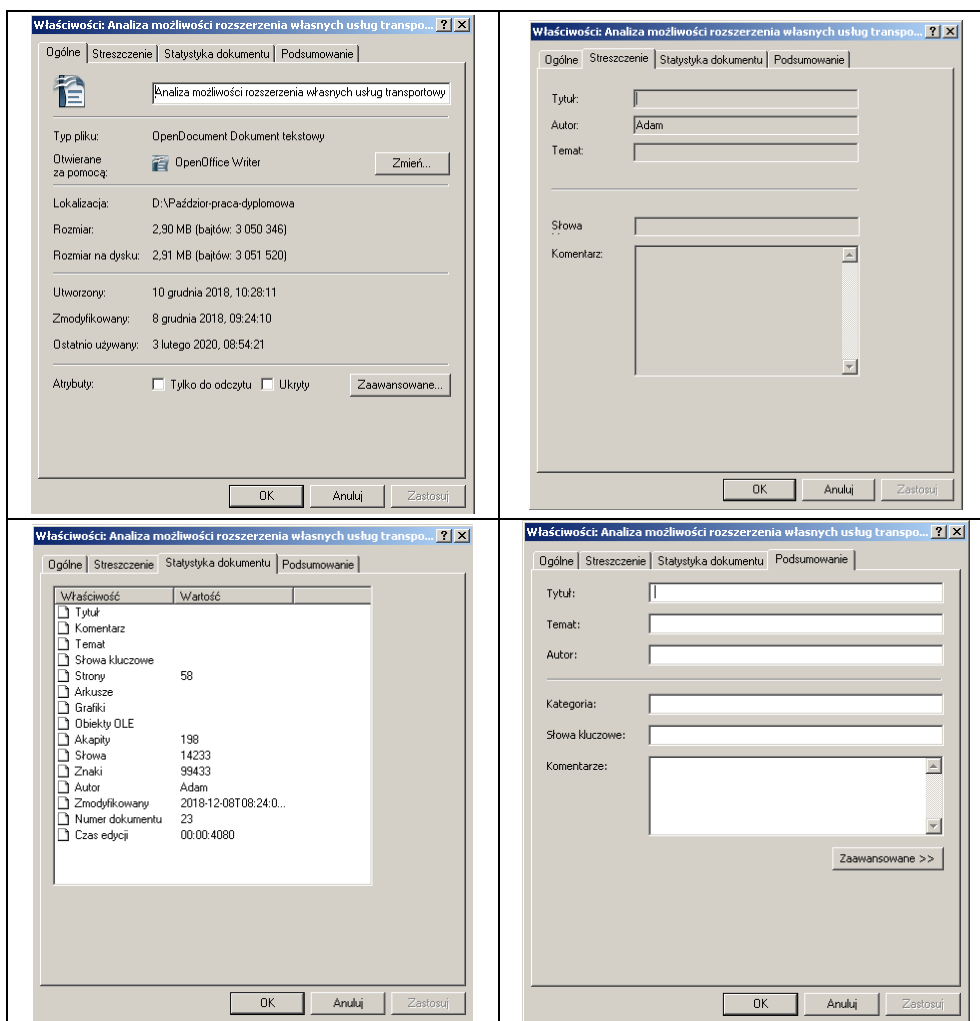 Właściwości: Analiza możliwości rozszerzenia własnych usług transpo... ? X
Ogólne Streszczenie Statystyka dokumentu Podsumowanie
Analiza możliwości rozszerzenia własnych usług transportowy
Typ pliku: OpenDocument Dokument tekstowy
Otwierane za pomocą: OpenOffice Writer Zmień...
Lokalizacja: D:\Paździor-praca-dyplomowa
Rozmiar: 2,90 MB (bajtów: 3 050 346)
Rozmiar na dysku: 2,91 MB (bajtów: 3 051 520)
Utworzony: 10 grudnia 2018, 10:28:11
Zmodyfikowany: 8 grudnia 2018, 09:24:10
Ostatnio używany: 3 lutego 2020, 08:54:21
Atrybuty: Tylko do odczytu Ukryty Zaawansowane...
OK Anuluj Zastosuj
Właściwości: Analiza możliwości rozszerzenia własnych usług transpo... ? X
Ogólne Streszczenie Statystyka dokumentu Podsumowanie
Tytuł:
Autor: Adam
Temat:
Słowa
Komentarz:
OK Anuluj Zastosuj
Właściwości: Analiza możliwości rozszerzenia własnych usług transpo... ? X
Ogólne Streszczenie Statystyka dokumentu Podsumowanie
Właściwość Wartość
Tytuł
Komentarz
Temat
Słowa kluczowe
Strony 58
Arkusze
Grafiki
Obiekty OLE
Akapity 198
Słowa 14233
Znaki 99433
Autor Adam
Zmodyfikowany 2018-12-08T08:24:0...
Numer dokumentu 23
Czas edycji 00:00:4080
OK Anuluj Zastosuj
Właściwości: Analiza możliwości rozszerzenia własnych usług transpo... ? X
Ogólne Streszczenie Statystyka dokumentu Podsumowanie
Tytuł:
Temat:
Autor:
Kategoria:
Słowa kluczowe:
Komentarze:
Zaawansowane >>
OK Anuluj Zastosuj